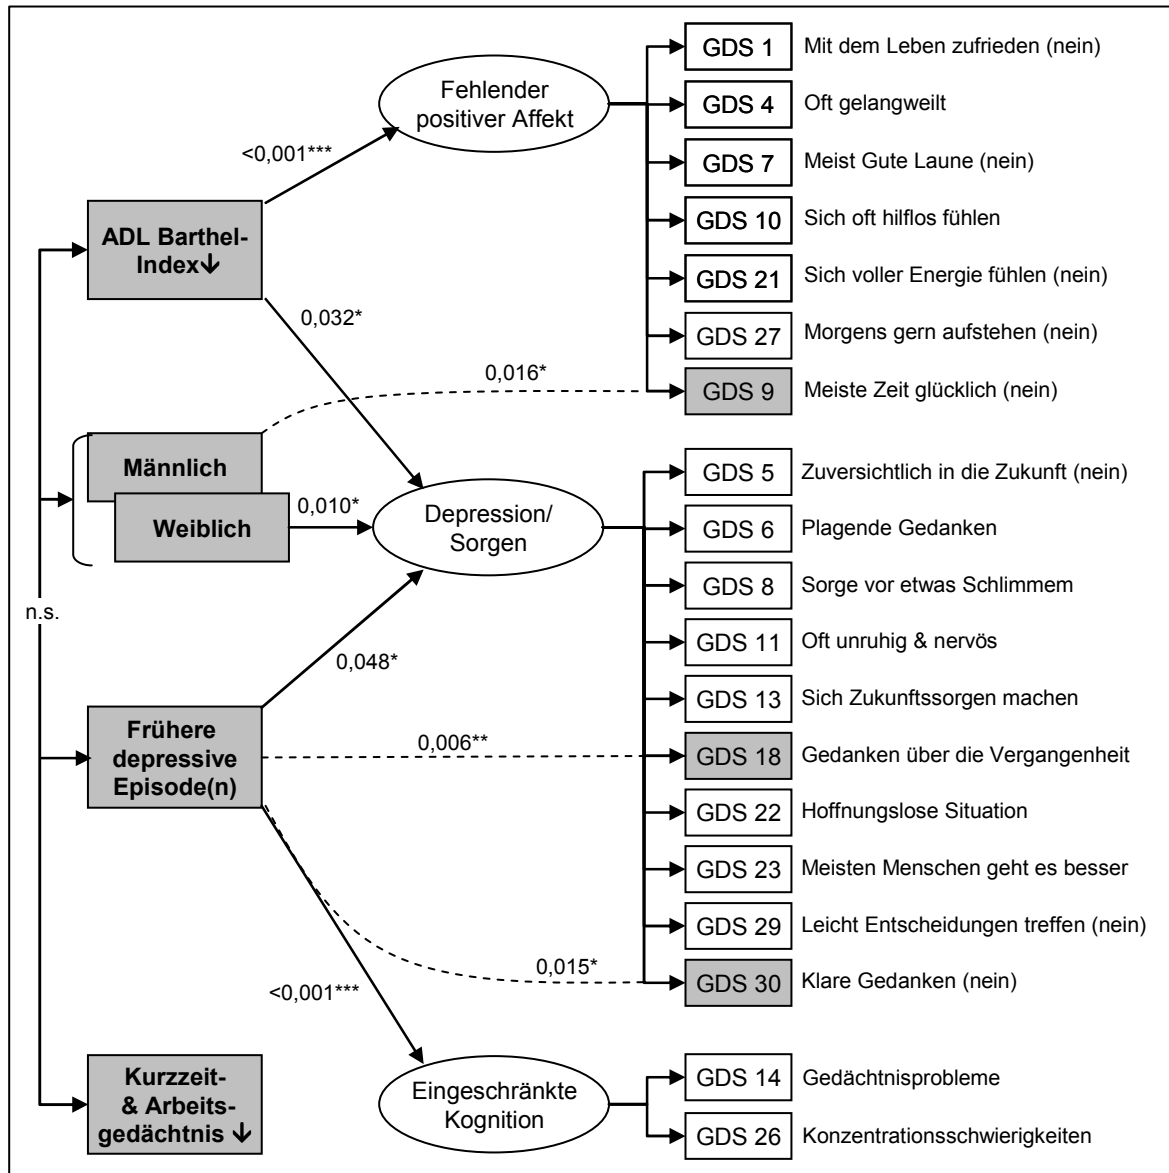 GDS 1 Mit dem Leben zufrieden (nein)
Fehlender
positiver Affekt
GDS 4 Oft gelangweilt
<0,001***
GDS 7 Meist Gute Laune (nein)
ADL Barthel-
Index↓
GDS 10 Sich oft hilflos fühlen
GDS 21 Sich voller Energie fühlen (nein)
0,032*
GDS 27 Morgens gern aufstehen (nein)
0,016*
GDS 9 Meiste Zeit glücklich (nein)
Männlich
GDS 5 Zuversichtlich in die Zukunft (nein)
Weiblich
0,010*
Depression/
Sorgen
GDS 6 Plagende Gedanken
GDS 8 Sorge vor etwas Schlimmem
n.s.
GDS 11 Oft unruhig & nervös
0,048*
GDS 13 Sich Zukunftssorgen machen
Frühere
depressive
Episode(n)
0,006**
GDS 18 Gedanken über die Vergangenheit
GDS 22 Hoffnungslose Situation
GDS 23 Meisten Menschen geht es besser
GDS 29 Leicht Entscheidungen treffen (nein)
0,015*
GDS 30 Klare Gedanken (nein)
<0,001***
Kurzzeit-
& Arbeits-
gedächtnis ↓
Eingeschränkte
Kognition
GDS 14 Gedächtnisprobleme
GDS 26 Konzentrationsschwierigkeiten